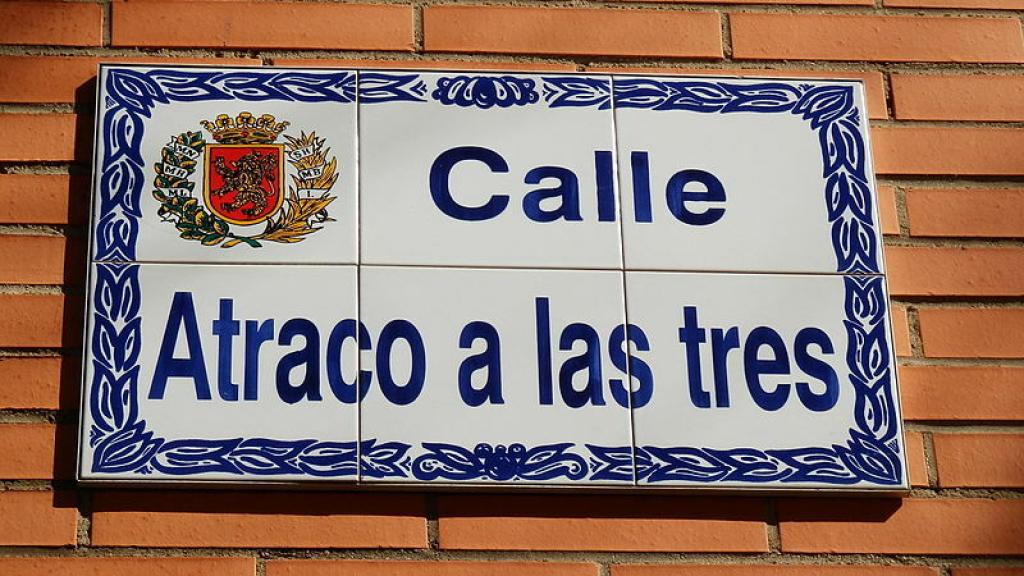 Calle
Atraco a las tres